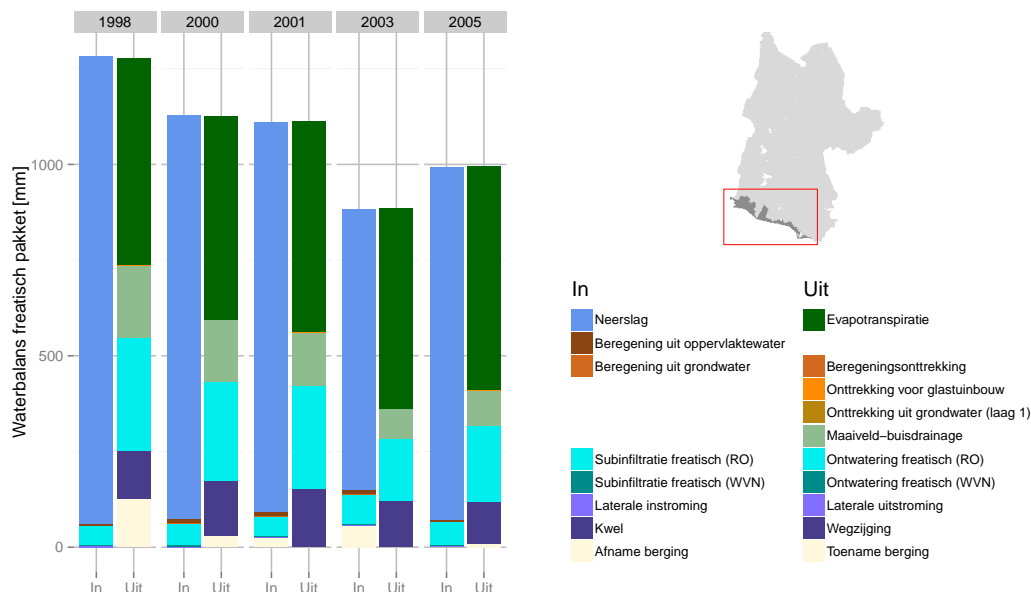 1998 2000 2001 2003 2005
Waterbalans freatisch pakket [mm]
1000
500
0
In Uit In Uit In Uit In Uit In Uit
In Uit
Neerslag Evapotranspiratie
Beregening uit oppervlaktewater
Beregening uit grondwater Beregeningsonttrekking
Onttrekking voor glastuinbouw
Onttrekking uit grondwater (laag 1)
Maaiveld−buisdrainage
Subinfiltratie freatisch (RO) Ontwatering freatisch (RO)
Subinfiltratie freatisch (WVN) Ontwatering freatisch (WVN)
Laterale instroming Laterale uitstroming
Kwel Wegzijging
Afname berging Toename berging